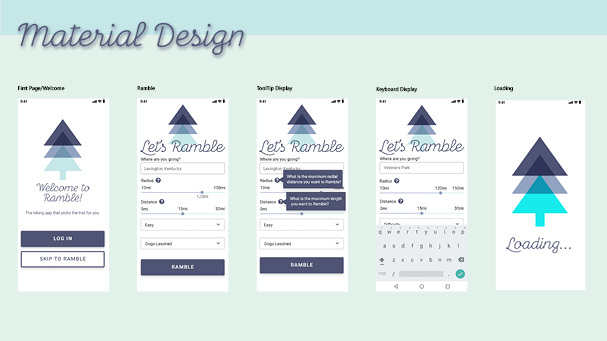 Material Design
First Page/Welcome
9:41
Welcome to
Ramble!
The hiking app that picks the trail for you.
LOG IN
SKIP TO RAMBLE
Ramble
9:41
Let's Ramble
Where are you going?
Lexington, Kentucky
Radius ?
10mi 150mi
120mi
Distance ?
0mi 15mi 30mi
Easy
Dogs Leashed
RAMBLE
ToolTip Display
9:41
Let's Ramble
Where are you going?
Lexington, Kentucky
Radius ?
What is the maximum radial
distance you want to Ramble?
10mi
Distance ?
What is the maximum length
you want to Ramble?
0mi
Easy
Dogs Leashed
RAMBLE
Keyboard Display
9:41
Let's Ramble
Where are you going?
Veterans Park
Radius ?
10mi 120mi 150mi
Distance ?
0mi 15mi 30mi
q w e r t y u i o p
a s d f g h j k l
z x c v b n m
Loading
9:41
Loading...